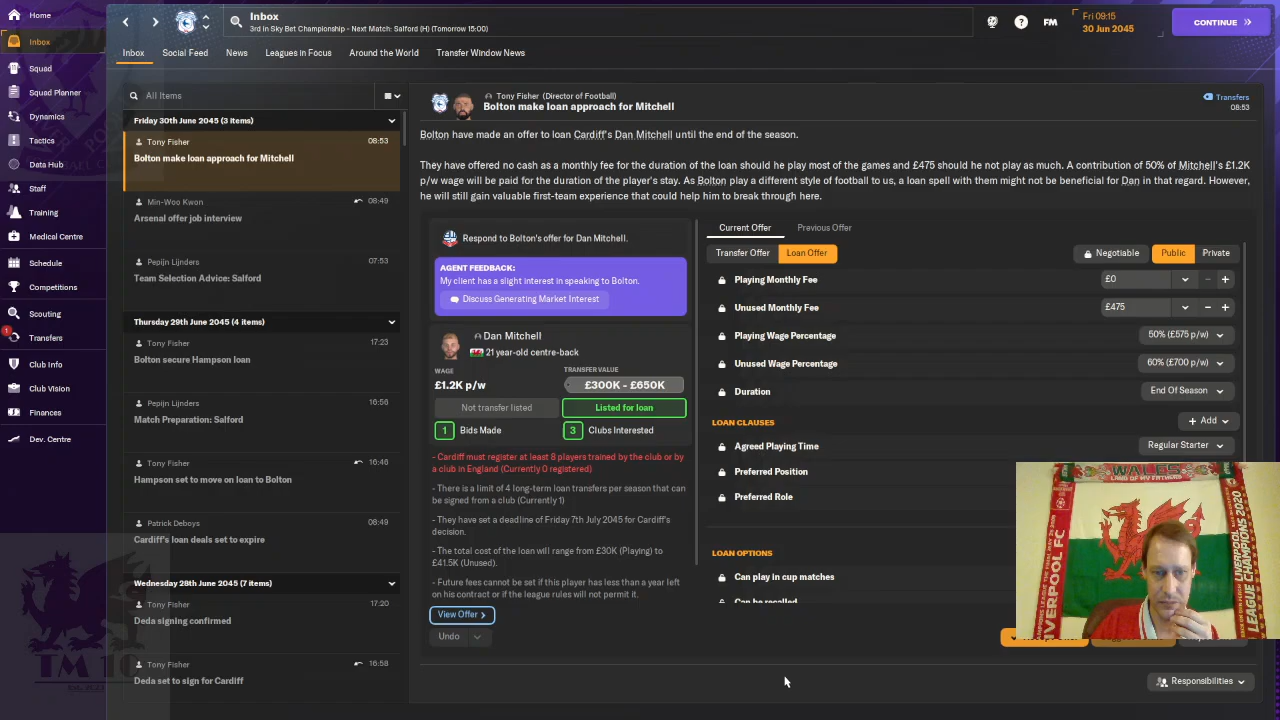 Home
Inbox
Squad
Squad Planner
Dynamics
Tactics
Data Hub
Staff
Training
Medical Centre
Schedule
Competitions
Scouting
1
Transfers
Club Info
Club Vision
Finances
Dev. Centre
TM 10
Inbox
3rd in Sky Bet Championship - Next Match: Salford (H) (Tomorrow 15:00)
FM
Fri 09:15
30 Jun 2045
CONTINUE
Inbox
Social Feed
News
Leagues in Focus
Around the World
Transfer Window News
All Items
Friday 30th June 2045 (3 items)
Tony Fisher 08:53
Bolton make loan approach for Mitchell
Min-Woo Kwon 08:49
Arsenal offer job interview
Pepijn Lijnders 07:53
Team Selection Advice: Salford
Thursday 29th June 2045 (4 items)
Tony Fisher 17:23
Bolton secure Hampson loan
Pepijn Lijnders 16:56
Match Preparation: Salford
Tony Fisher 16:46
Hampson set to move on loan to Bolton
Patrick Deboys 08:49
Cardiff's loan deals set to expire
Wednesday 28th June 2045 (7 items)
Tony Fisher 17:20
Deda signing confirmed
Tony Fisher 16:58
Deda set to sign for Cardiff
Tony Fisher (Director of Football)
Bolton make loan approach for Mitchell
Transfers
08:53
Bolton have made an offer to loan Cardiff's Dan Mitchell until the end of the season.
They have offered no cash as a monthly fee for the duration of the loan should he play most of the games and £475 should he not play as much. A contribution of 50% of Mitchell's £1.2K
p/w wage will be paid for the duration of the player's stay. As Bolton play a different style of football to us, a loan spell with them might not be beneficial for Dan in that regard. However,
he will still gain valuable first-team experience that could help him to break through here.
Respond to Bolton's offer for Dan Mitchell.
AGENT FEEDBACK:
My client has a slight interest in speaking to Bolton.
Discuss Generating Market Interest
Dan Mitchell
21 year-old centre-back
WAGE
£1.2K p/w
TRANSFER VALUE
£300K - £650K
Not transfer listed
Listed for loan
1 Bids Made
3 Clubs Interested
- Cardiff must register at least 8 players trained by the club or by
a club in England (Currently 0 registered)
- There is a limit of 4 long-term loan transfers per season that can
be signed from a club (Currently 1)
- They have set a deadline of Friday 7th July 2045 for Cardiff's
decision.
- The total cost of the loan will range from £30K (Playing) to
£41.5K (Unused).
- Future fees cannot be set if this player has less than a year left
on his contract or if the league rules will not permit it.
View Offer
Undo
Current Offer
Previous Offer
Transfer Offer
Loan Offer
Negotiable
Public
Private
Playing Monthly Fee £0
Unused Monthly Fee £475
Playing Wage Percentage 50% (£575 p/w)
Unused Wage Percentage 60% (£700 p/w)
Duration End Of Season
LOAN CLAUSES
Add
Agreed Playing Time Regular Starter
Preferred Position
Preferred Role
LOAN OPTIONS
Can play in cup matches
Can be recalled
WALES
LAND OF MY FATHERS
LIVERPOOL FC
LIVERPOOL
LEAGUE CHAMPIONS 2020
Responsibilities